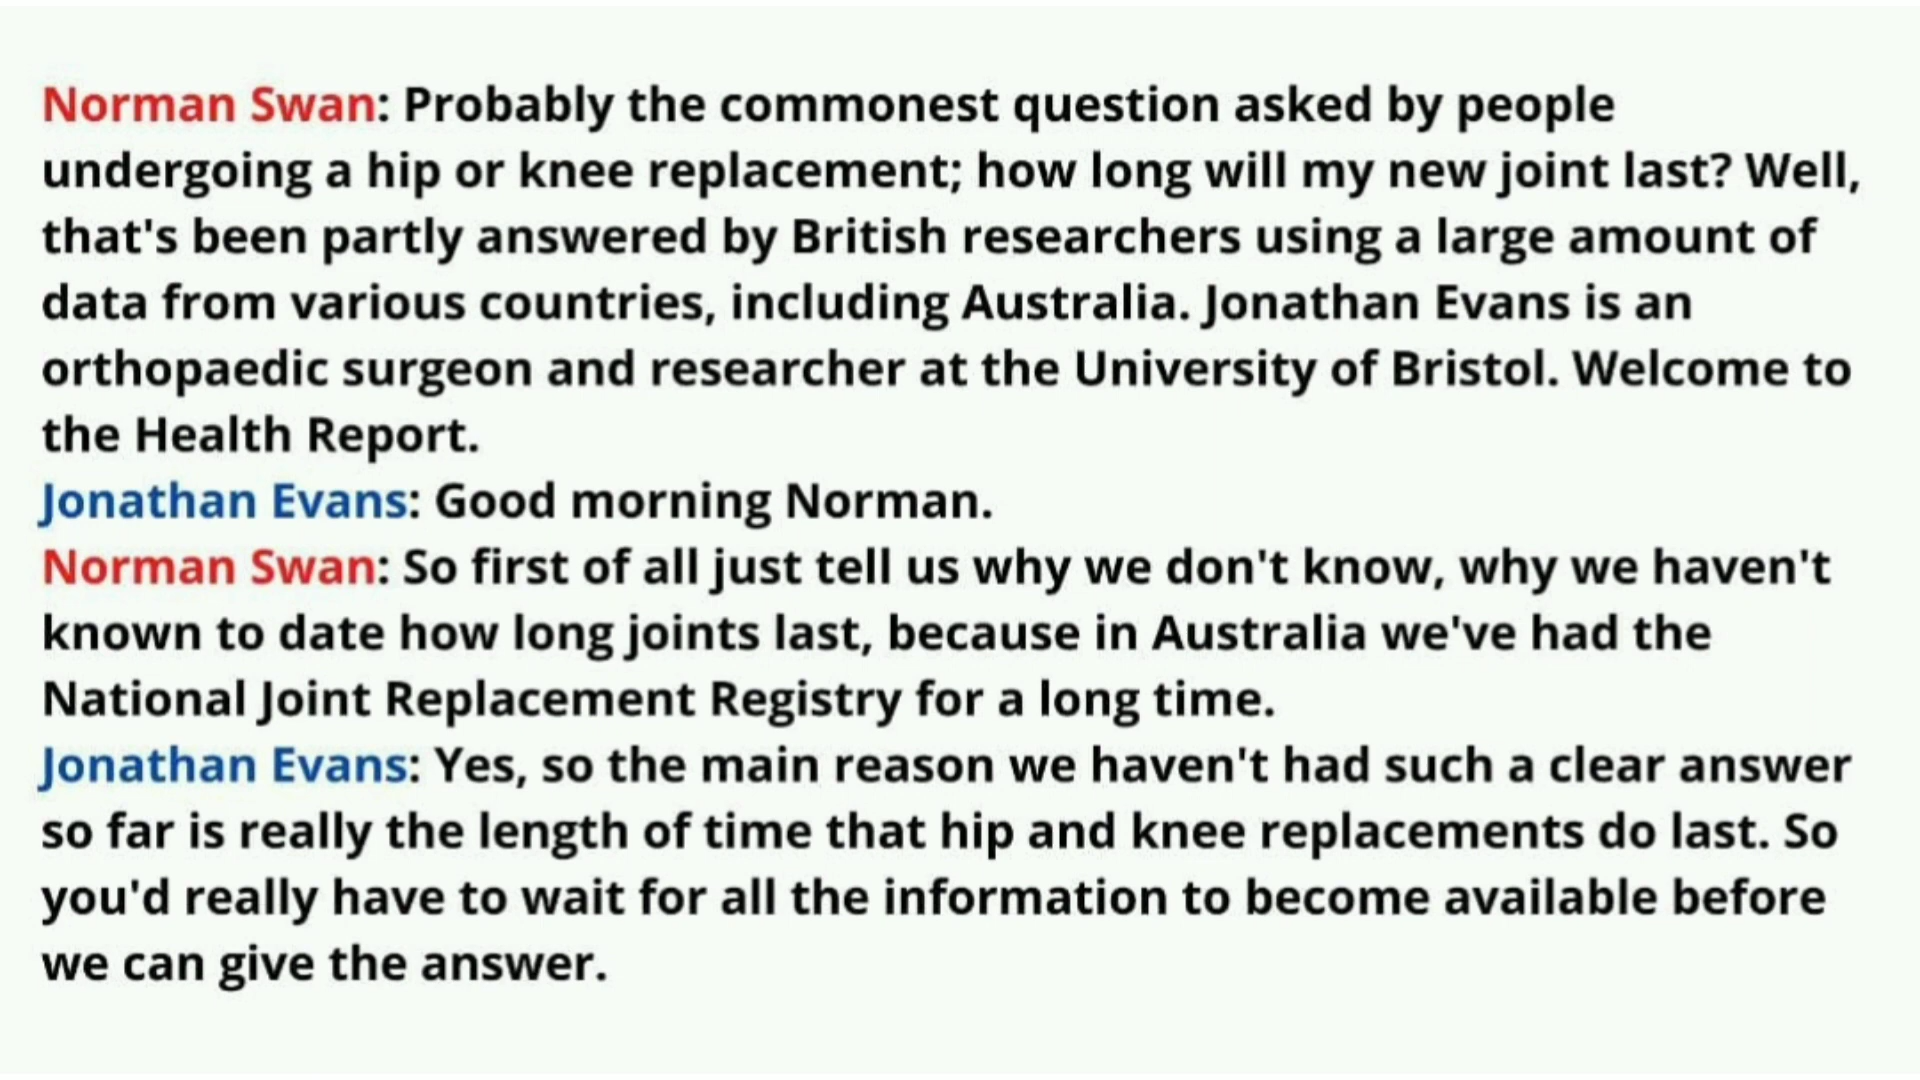 Norman Swan: Probably the commonest question asked by people
undergoing a hip or knee replacement; how long will my new joint last? Well,
that's been partly answered by British researchers using a large amount of
data from various countries, including Australia. Jonathan Evans is an
orthopaedic surgeon and researcher at the University of Bristol. Welcome to
the Health Report.
Jonathan Evans: Good morning Norman.
Norman Swan: So first of all just tell us why we don't know, why we haven't
known to date how long joints last, because in Australia we've had the
National Joint Replacement Registry for a long time.
Jonathan Evans: Yes, so the main reason we haven't had such a clear answer
so far is really the length of time that hip and knee replacements do last. So
you'd really have to wait for all the information to become available before
we can give the answer.